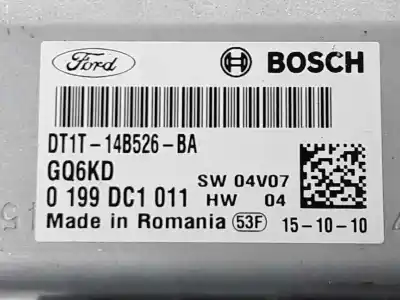 Ford
BOSCH
DT1T-14B526-BA
GQ6KD
0 199 DC1 011
SW 04V07
HW 04
Made in Romania 53F 15-10-10